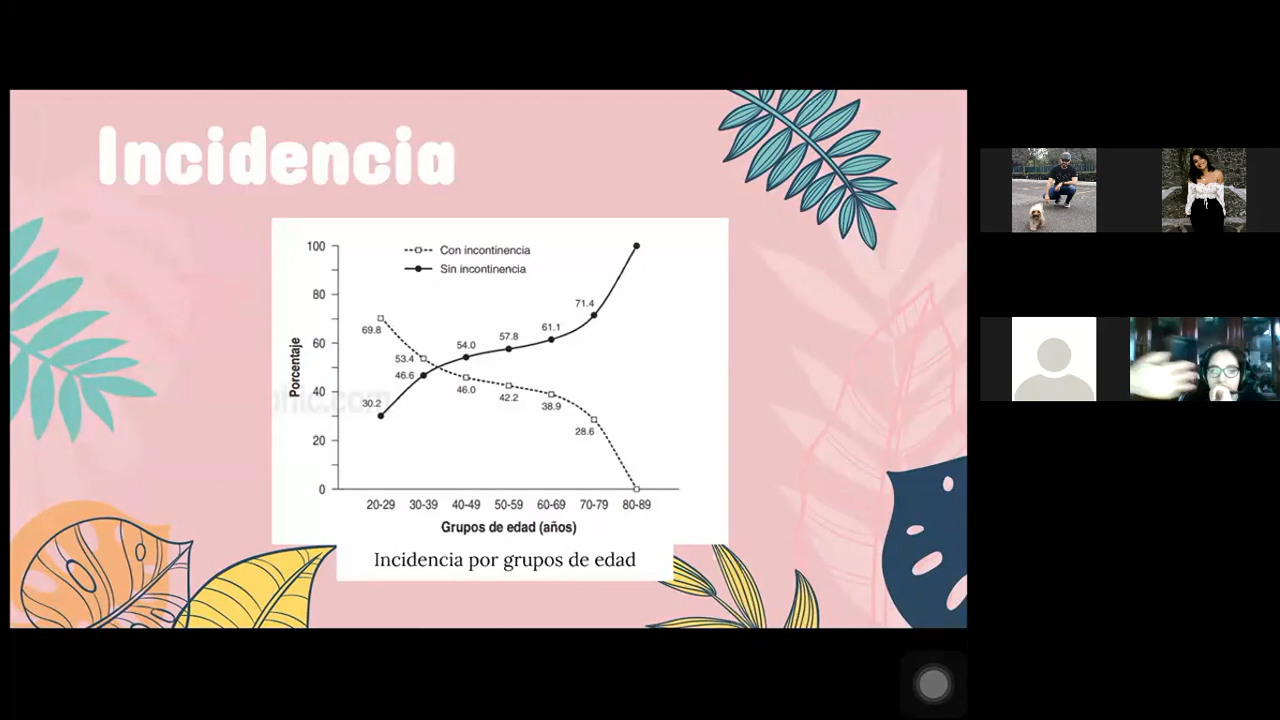 Incidencia
Con incontinencia
Sin incontinencia
Porcentaje
100
80
60
40
20
0
69.8
53.4
46.0
42.2
38.9
28.6
30.2
46.6
54.0
57.8
61.1
71.4
20-29 30-39 40-49 50-59 60-69 70-79 80-89
Grupos de edad (años)
Incidencia por grupos de edad